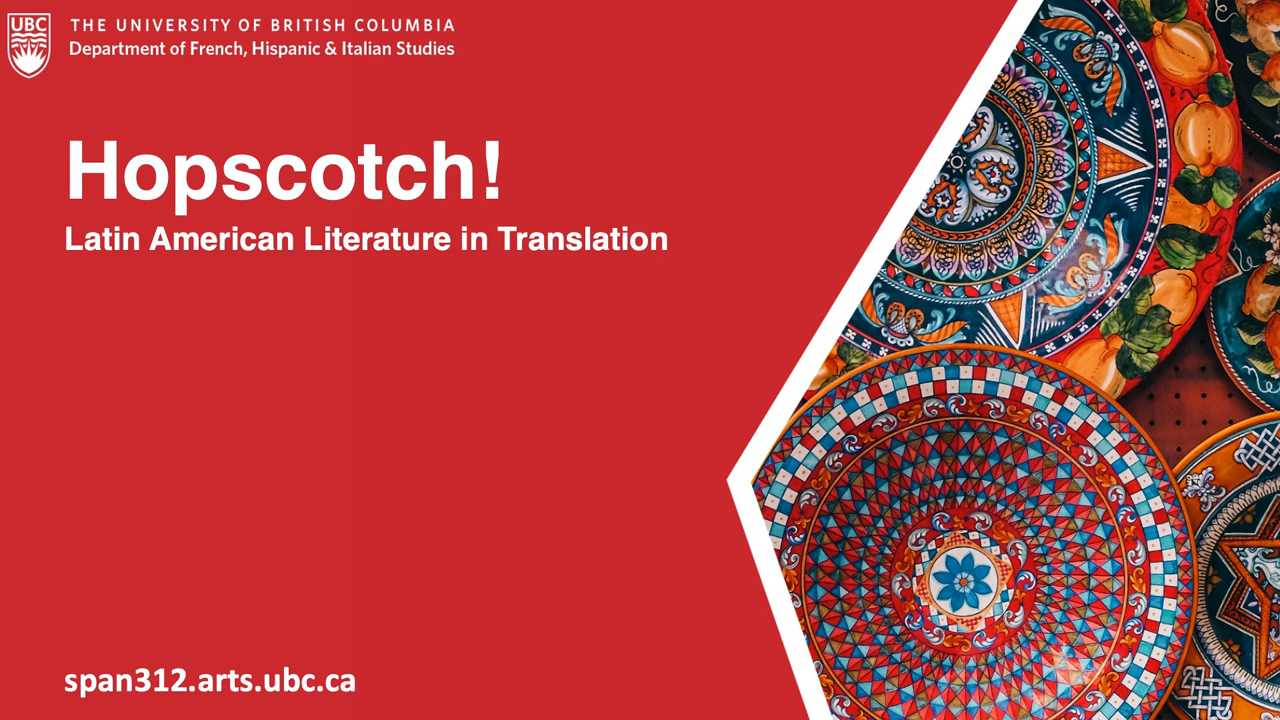 UBC
THE UNIVERSITY OF BRITISH COLUMBIA
Department of French, Hispanic & Italian Studies
Hopscotch!
Latin American Literature in Translation
span312.arts.ubc.ca